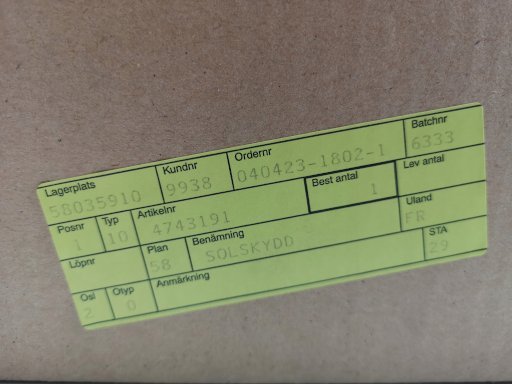 Lagerplats Kundnr Ordernr Batchnr
58035910 9938 040423-1802-1 6333
Posnr Typ Artikelnr Best antal Lev antal
1 10 4743191 1
Löpnr Plan Benämning Uland
58 SOLSKYDD FR
Osl Otyp Anmärkning STA
2 0 29